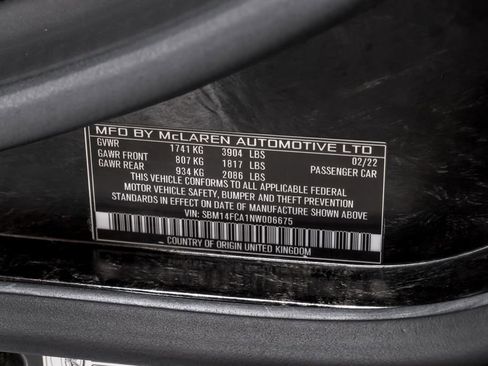 MFD BY McLAREN AUTOMOTIVE LTD
GVWR 1741 KG 3904 LBS 02/22
GAWR FRONT 807 KG 1817 LBS PASSENGER CAR
GAWR REAR 934 KG 2086 LBS
THIS VEHICLE CONFORMS TO ALL APPLICABLE FEDERAL
MOTOR VEHICLE SAFETY, BUMPER AND THEFT PREVENTION
STANDARDS IN EFFECT ON DATE OF MANUFACTURE SHOWN ABOVE.
VIN: SBM14FCA1NW006675
COUNTRY OF ORIGIN UNITED KINGDOM